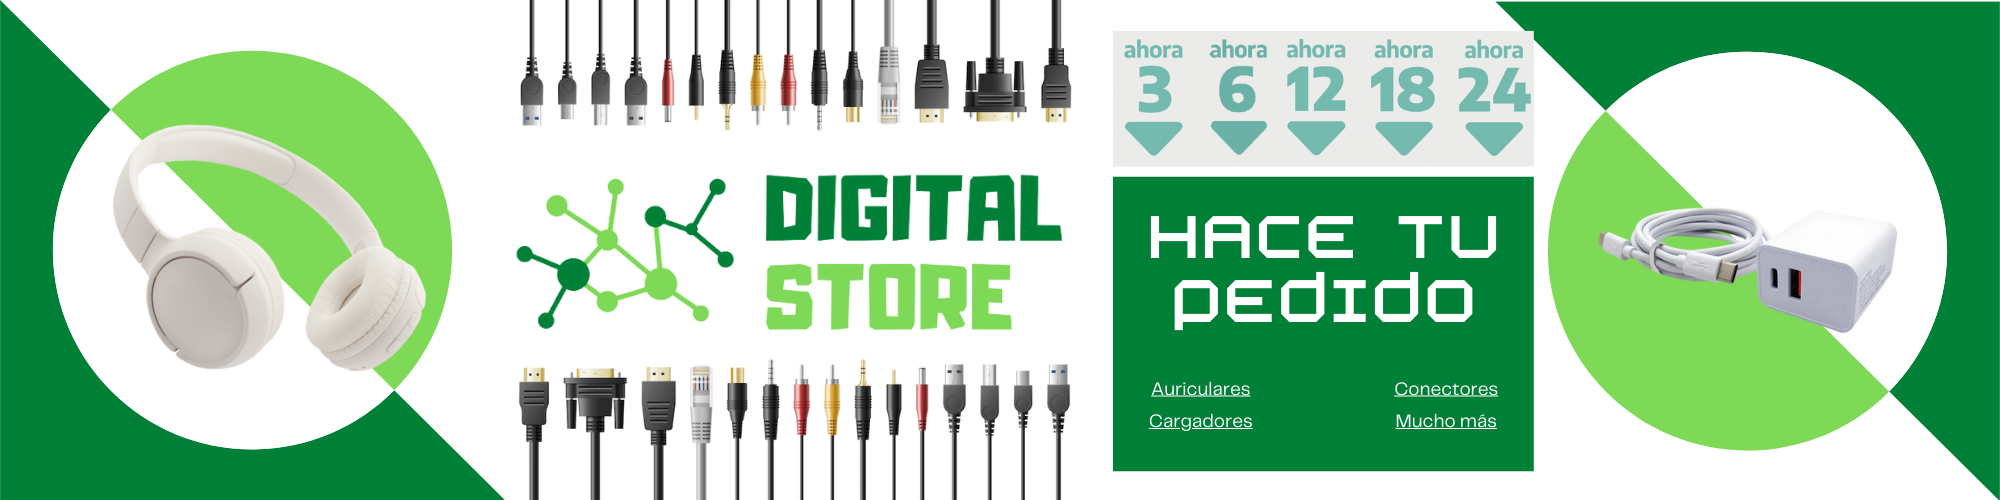 DIGITAL
STORE
ahora ahora ahora ahora ahora
3 6 12 18 24
HACE TU
PEDIDO
Auriculares
Cargadores
Conectores
Mucho más